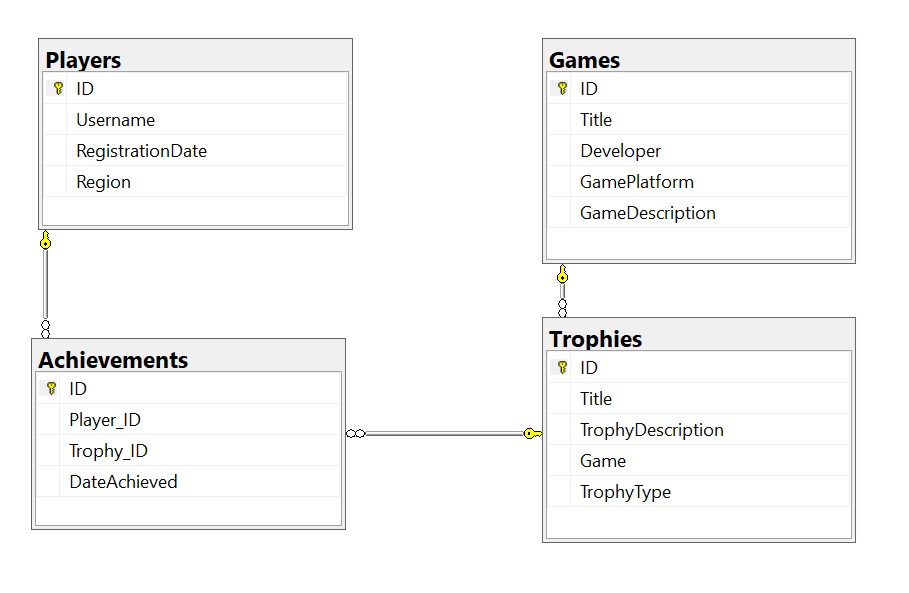 Players
ID
Username
RegistrationDate
Region
Games
ID
Title
Developer
GamePlatform
GameDescription
Achievements
ID
Player_ID
Trophy_ID
DateAchieved
Trophies
ID
Title
TrophyDescription
Game
TrophyType